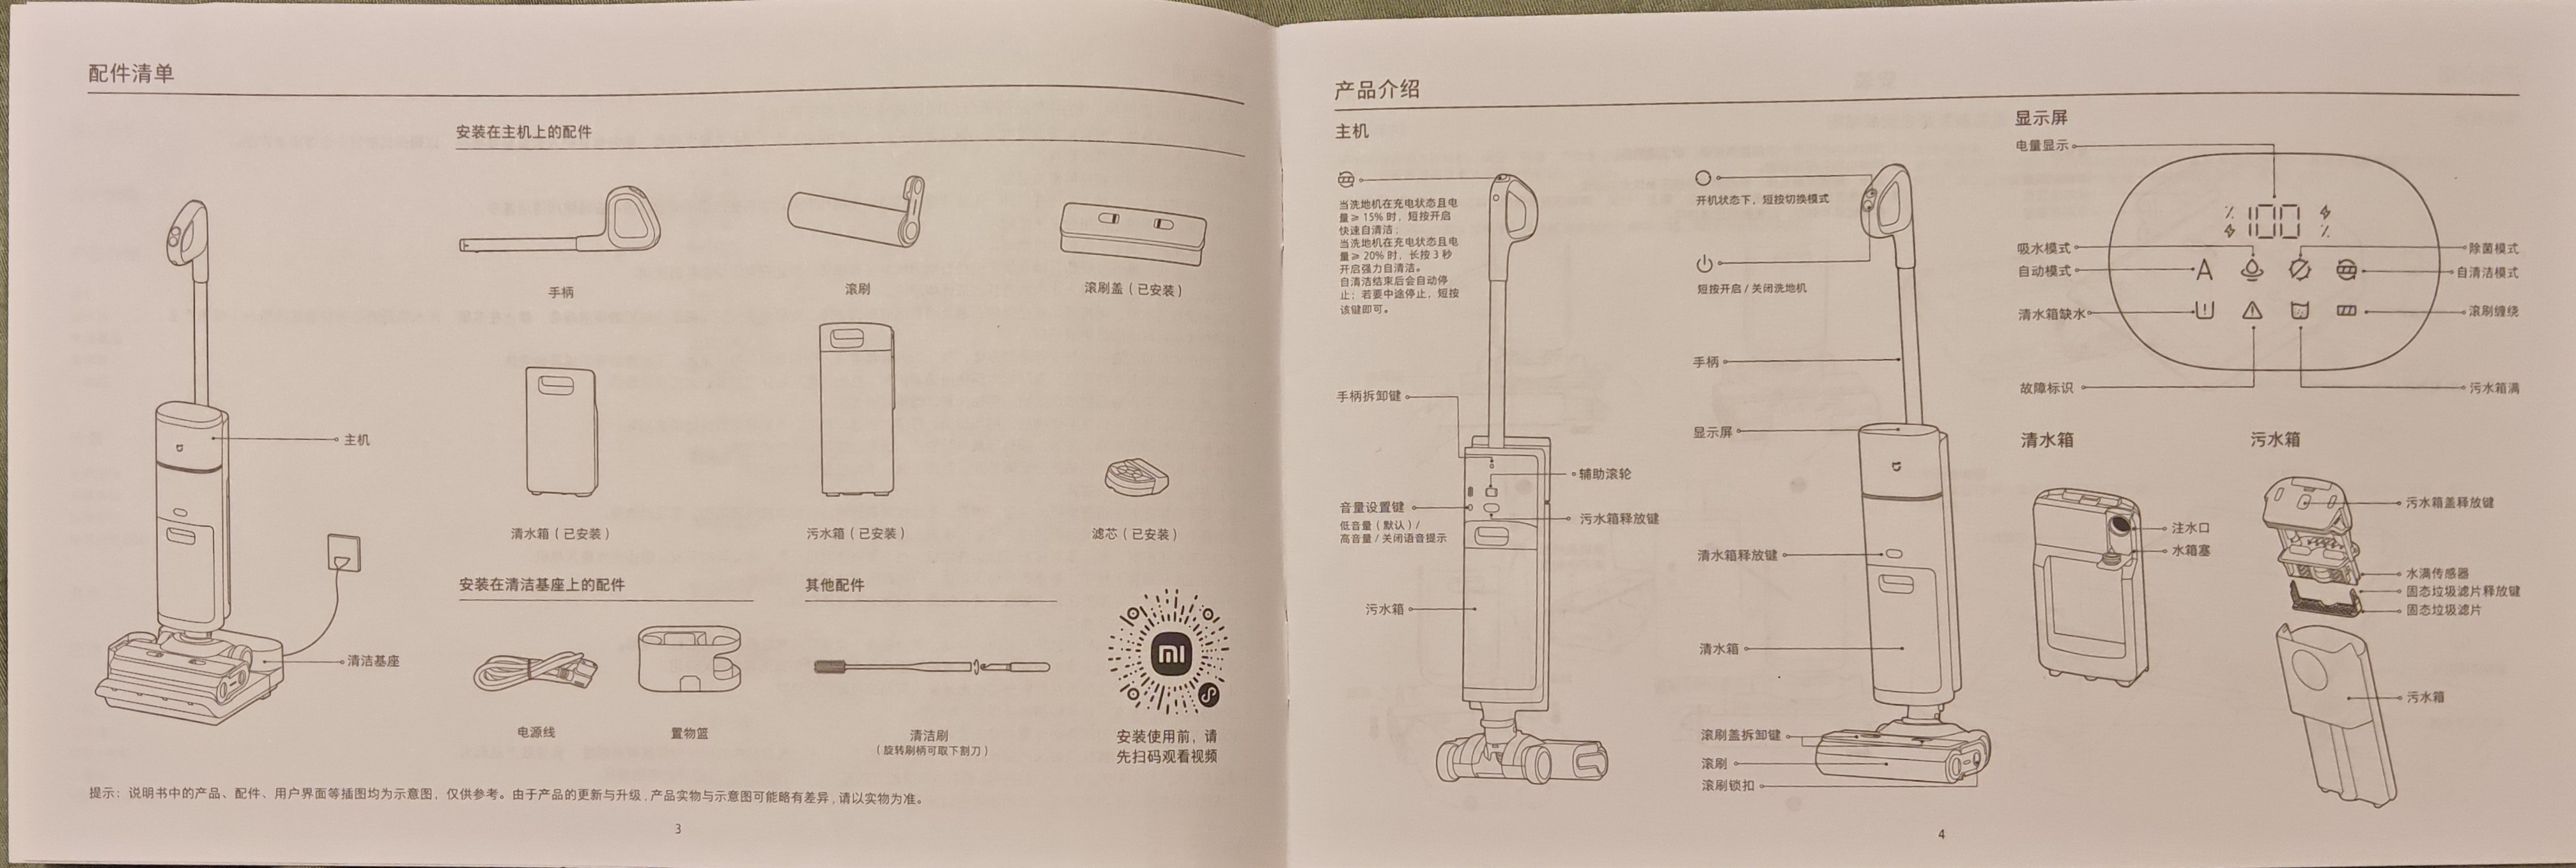 配件清单
安装在主机上的配件
手柄
滚刷
滚刷盖（已安装）
主机
清水箱（已安装）
污水箱（已安装）
滤芯（已安装）
安装在清洁基座上的配件
其他配件
清洁基座
电源线
置物篮
清洁刷
（旋转刷柄可取下割刀）
mi
安装使用前，请
先扫码观看视频
提示：说明书中的产品、配件、用户界面等插图均为示意图，仅供参考。由于产品的更新与升级，产品实物与示意图可能略有差异，请以实物为准。
3
产品介绍
主机
当洗地机在充电状态且电
量≥15%时，短按开启
快速自清洁；
当洗地机在充电状态且电
量≥20%时，长按3秒
开启强力自清洁。
自清洁结束后会自动停
止；若要中途停止，短按
该键即可。
手柄拆卸键
辅助滚轮
音量设置键
低音量（默认）/
高音量/关闭语音提示
污水箱释放键
污水箱
开机状态下，短按切换模式
短按开启/关闭洗地机
手柄
显示屏
清水箱释放键
清水箱
滚刷盖拆卸键
滚刷
滚刷锁扣
显示屏
电量显示
% 100 %
吸水模式
除菌模式
自动模式
A
自清洁模式
清水箱缺水
滚刷缠绕
故障标识
污水箱满
清水箱
注水口
水箱塞
污水箱
污水箱盖释放键
水满传感器
固态垃圾滤片释放键
固态垃圾滤片
污水箱
4